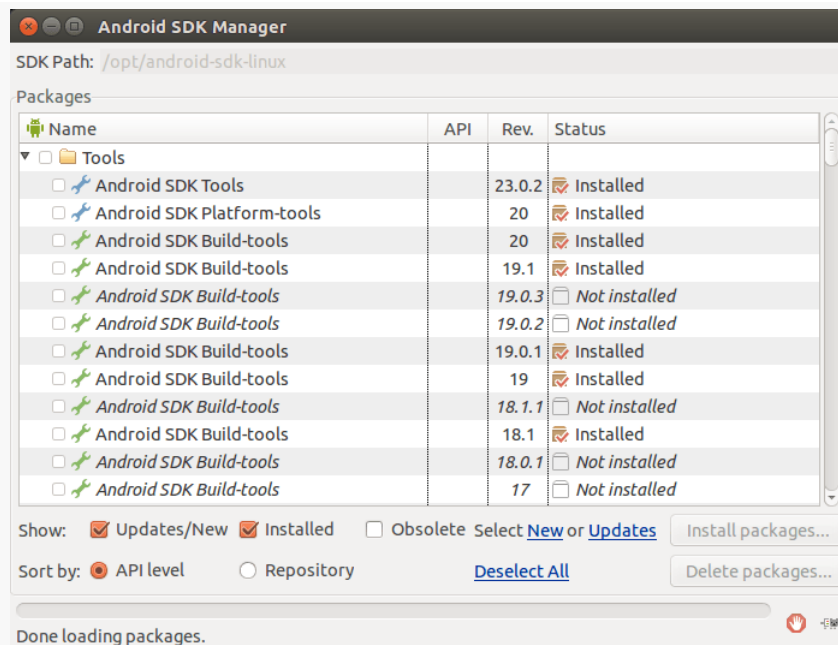 Android SDK Manager
SDK Path: /opt/android-sdk-linux
Packages
Name API Rev. Status
Tools
Android SDK Tools 23.0.2 Installed
Android SDK Platform-tools 20 Installed
Android SDK Build-tools 20 Installed
Android SDK Build-tools 19.1 Installed
Android SDK Build-tools 19.0.3 Not installed
Android SDK Build-tools 19.0.2 Not installed
Android SDK Build-tools 19.0.1 Installed
Android SDK Build-tools 19 Installed
Android SDK Build-tools 18.1.1 Not installed
Android SDK Build-tools 18.1 Installed
Android SDK Build-tools 18.0.1 Not installed
Android SDK Build-tools 17 Not installed
Show: Updates/New Installed Obsolete Select New or Updates Install packages...
Sort by: API level Repository Deselect All Delete packages...
Done loading packages.